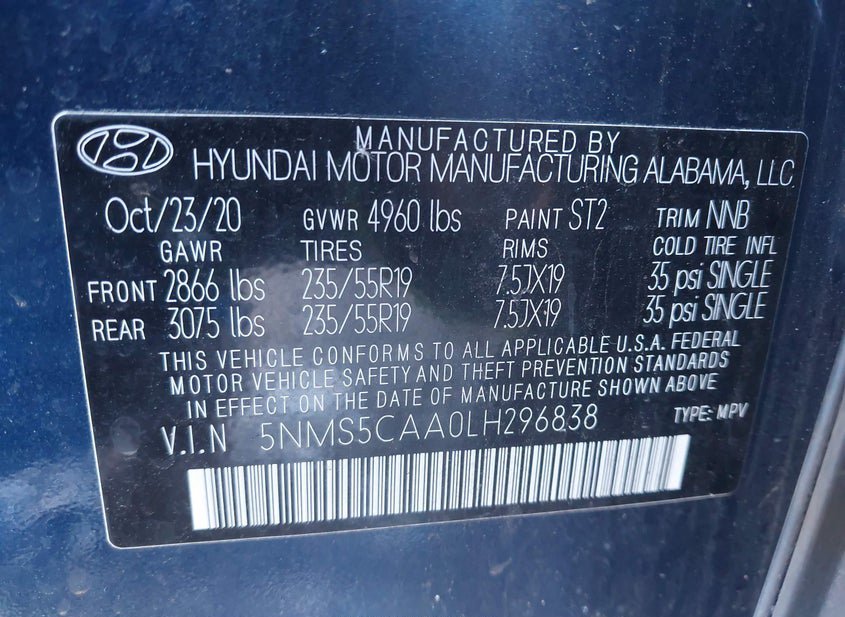 MANUFACTURED BY
HYUNDAI MOTOR MANUFACTURING ALABAMA, LLC
Oct/23/20 GVWR 4960 lbs PAINT ST2 TRIM NNB
GAWR TIRES RIMS COLD TIRE INFL
FRONT 2866 lbs 235/55R19 7.5JX19 35 psi SINGLE
REAR 3075 lbs 235/55R19 7.5JX19 35 psi SINGLE
THIS VEHICLE CONFORMS TO ALL APPLICABLE U.S.A. FEDERAL
MOTOR VEHICLE SAFETY AND THEFT PREVENTION STANDARDS
IN EFFECT ON THE DATE OF MANUFACTURE SHOWN ABOVE
V.I.N 5NMS5CAA0LH296838 TYPE: MPV